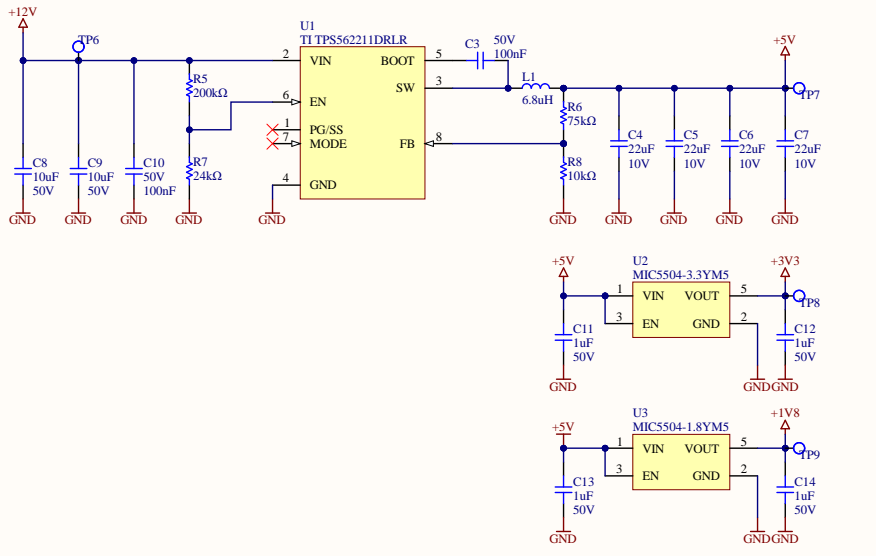 +12V
TP6
U1
TI TPS562211DRLR
2
VIN
BOOT
5
C3
50V
100nF
+5V
R5
200kΩ
SW
3
L1
6.8uH
TP7
6
EN
R6
75kΩ
1
PG/SS
7
MODE
FB
8
C4
22uF
10V
C5
22uF
10V
C6
22uF
10V
C7
22uF
10V
C8
10uF
50V
C9
10uF
50V
C10
50V
100nF
R7
24kΩ
4
GND
R8
10kΩ
GND
GND
GND
GND
GND
GND
GND
GND
GND
GND
+5V
U2
MIC5504-3.3YM5
+3V3
1
VIN
VOUT
5
TP8
3
EN
GND
2
C11
1uF
50V
C12
1uF
50V
GND
GND
GND
+5V
U3
MIC5504-1.8YM5
+1V8
1
VIN
VOUT
5
TP9
3
EN
GND
2
C13
1uF
50V
C14
1uF
50V
GND
GND
GND